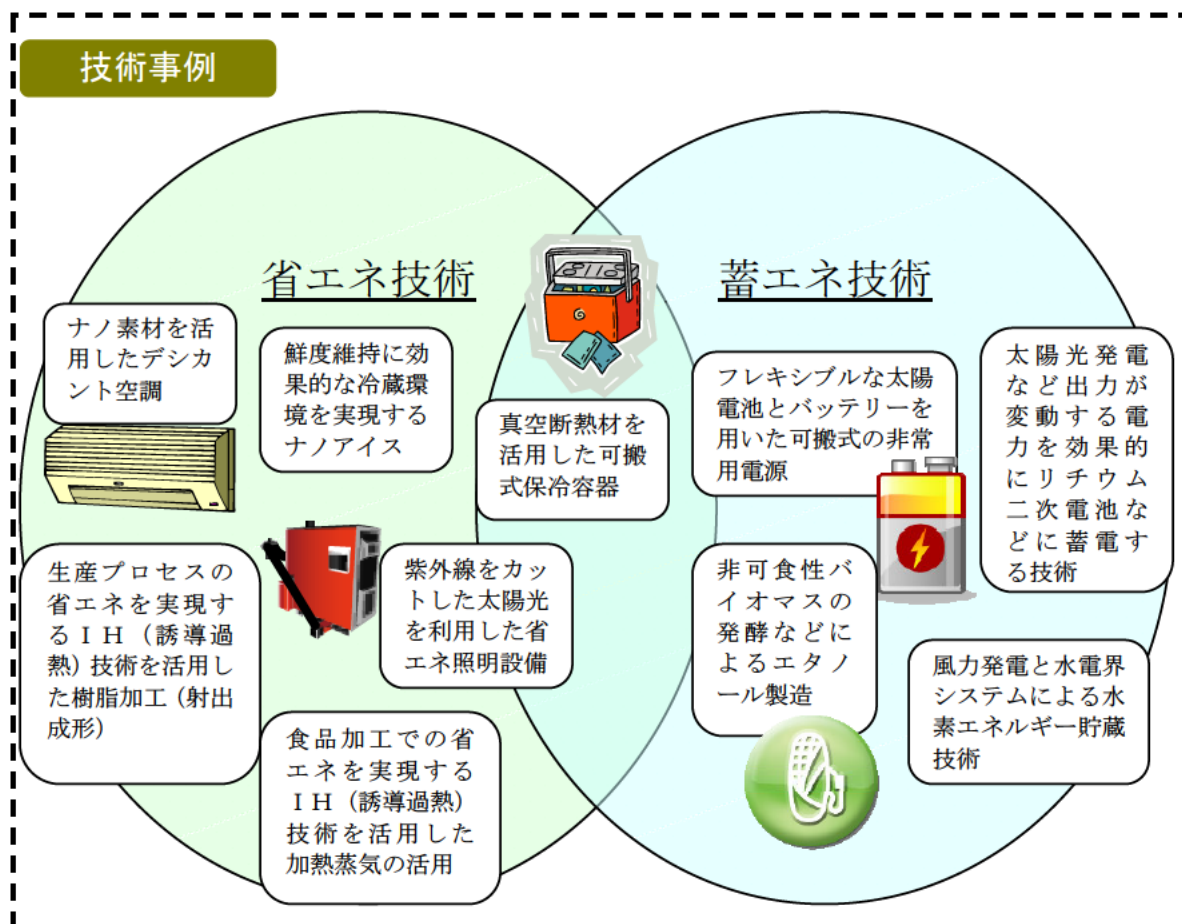 技術事例
省エネ技術
蓄エネ技術
ナノ素材を活
用したデシカ
ント空調
鮮度維持に効
果的な冷蔵環
境を実現する
ナノアイス
真空断熱材を
活用した可搬
式保冷容器
フレキシブルな太陽
電池とバッテリーを
用いた可搬式の非常
用電源
太陽光発電
など出力が
変動する電
力を効果的
にリチウム
二次電池な
どに蓄電す
る技術
生産プロセスの
省エネを実現す
るＩＨ（誘導過
熱）技術を活用し
た樹脂加工（射出
成形）
紫外線をカッ
トした太陽光
を利用した省
エネ照明設備
非可食性バ
イオマスの
発酵などに
よるエタノ
ール製造
風力発電と水電界
システムによる水
素エネルギー貯蔵
技術
食品加工での省
エネを実現する
ＩＨ（誘導過熱）
技術を活用した
加熱蒸気の活用